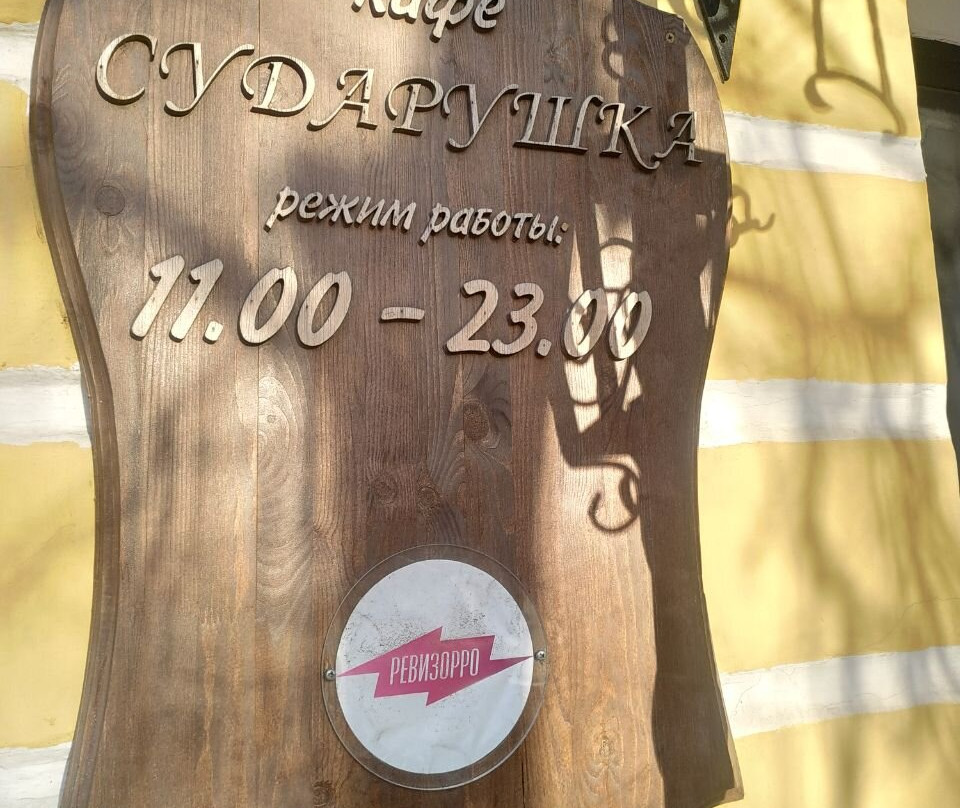 кафе
СУДАРУШКА
режим работы:
11.00 – 23.00
РЕВИЗОРРО